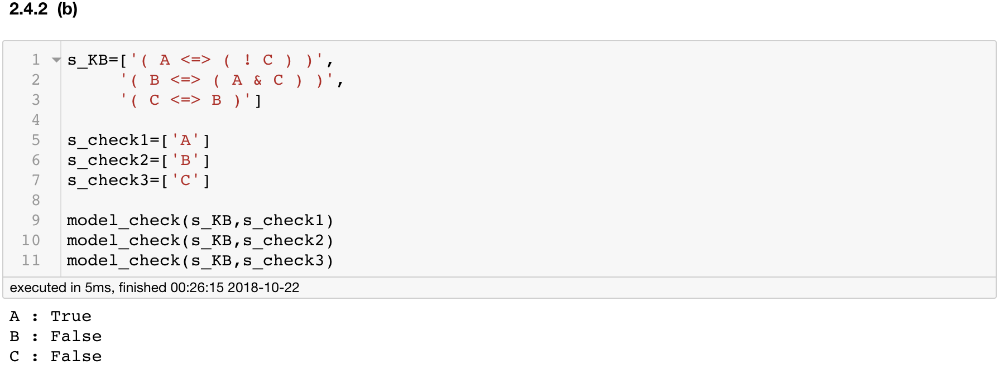 2.4.2 (b)
1 s_KB=['( A <=> ( ! C ) )',
2 '( B <=> ( A & C ) )',
3 '( C <=> B )']
4
5 s_check1=['A']
6 s_check2=['B']
7 s_check3=['C']
8
9 model_check(s_KB,s_check1)
10 model_check(s_KB,s_check2)
11 model_check(s_KB,s_check3)
executed in 5ms, finished 00:26:15 2018-10-22
A : True
B : False
C : False